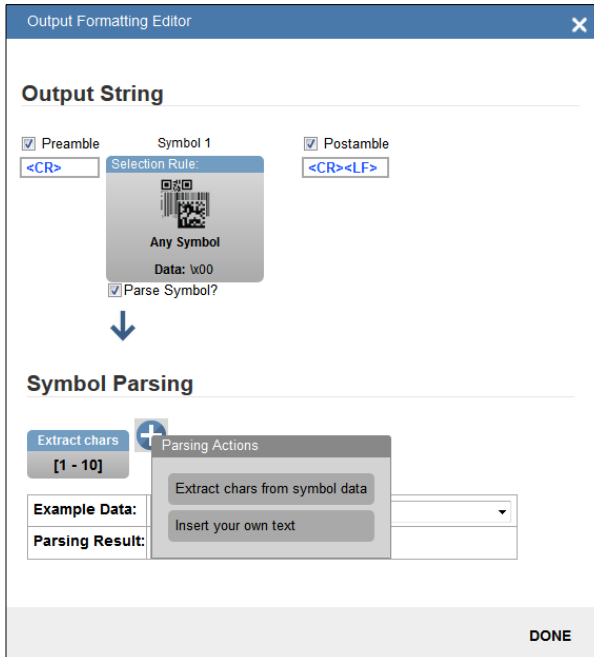 Output Formatting Editor
Output String
Preamble
Symbol 1
Postamble
<CR>
Selection Rule:
<CR><LF>
Any Symbol
Data: \x00
Parse Symbol?
Symbol Parsing
Extract chars
[1 - 10]
Parsing Actions
Extract chars from symbol data
Insert your own text
Example Data:
Parsing Result:
DONE